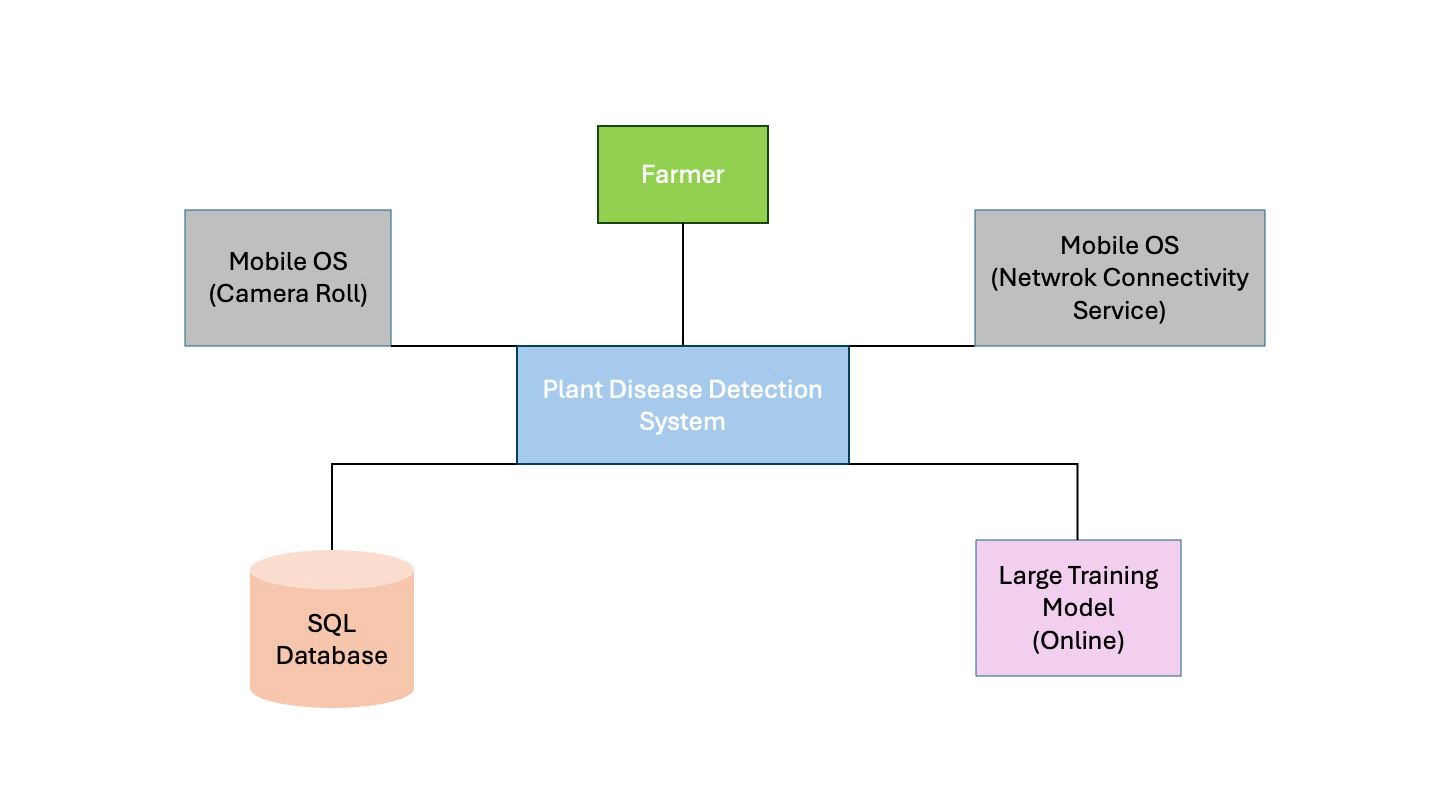 Farmer
Mobile OS
(Camera Roll)
Mobile OS
(Netwrok Connectivity
Service)
Plant Disease Detection
System
SQL
Database
Large Training
Model
(Online)